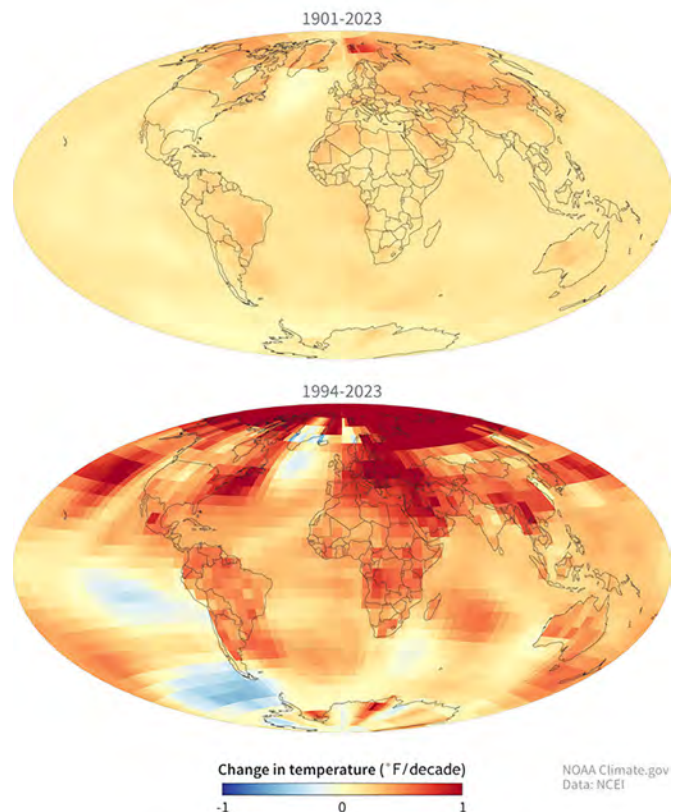 1901-2023
1994-2023
Change in temperature (°F/decade)
-1 0 1
NOAA Climate.gov
Data: NCEI